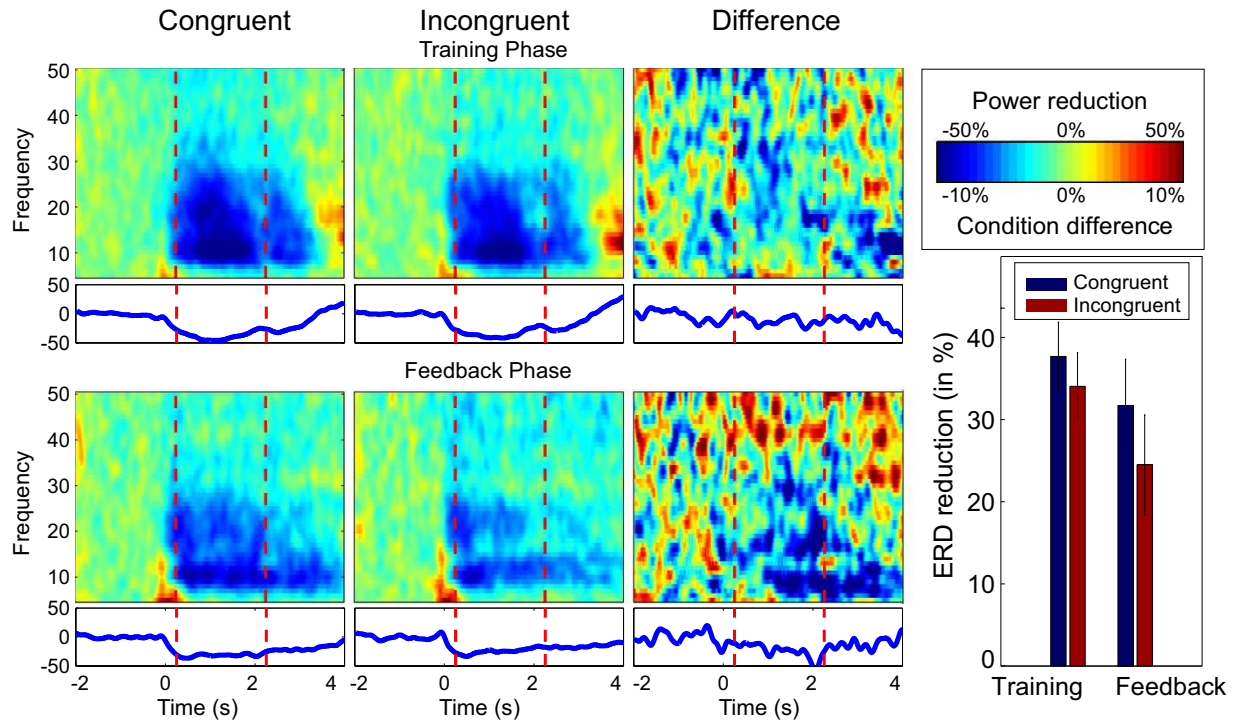 Congruent Incongruent Difference
Training Phase
Frequency
50
40
30
20
10
50
0
-50
Feedback Phase
Frequency
50
40
30
20
10
50
0
-50
-2 0 2 4 -2 0 2 4 -2 0 2 4
Time (s) Time (s) Time (s)
Power reduction
-50% 0% 50%
-10% 0% 10%
Condition difference
Congruent
Incongruent
ERD reduction (in %)
40
30
20
10
0
Training Feedback